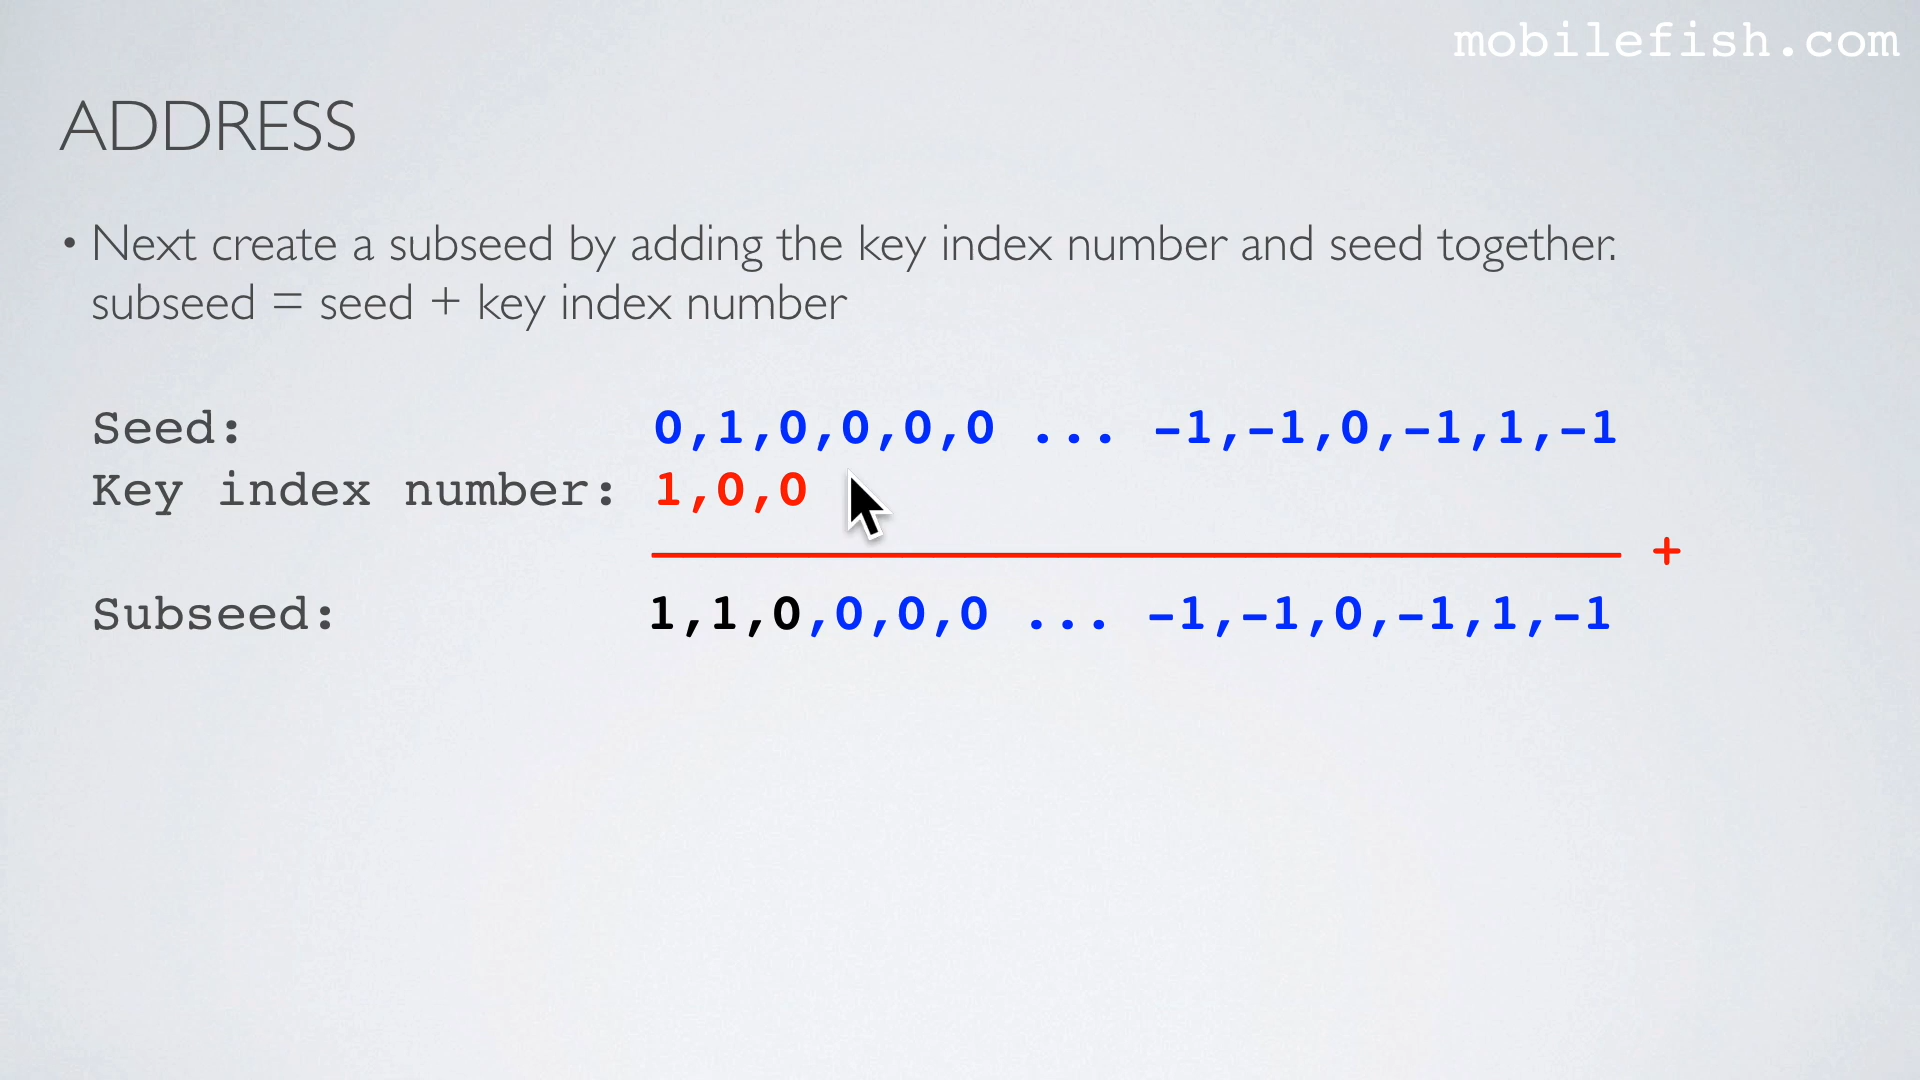 mobilefish.com
ADDRESS
• Next create a subseed by adding the key index number and seed together.
subseed = seed + key index number
Seed: 0,1,0,0,0,0 ... -1,-1,0,-1,1,-1
Key index number: 1,0,0
+
Subseed: 1,1,0,0,0,0 ... -1,-1,0,-1,1,-1